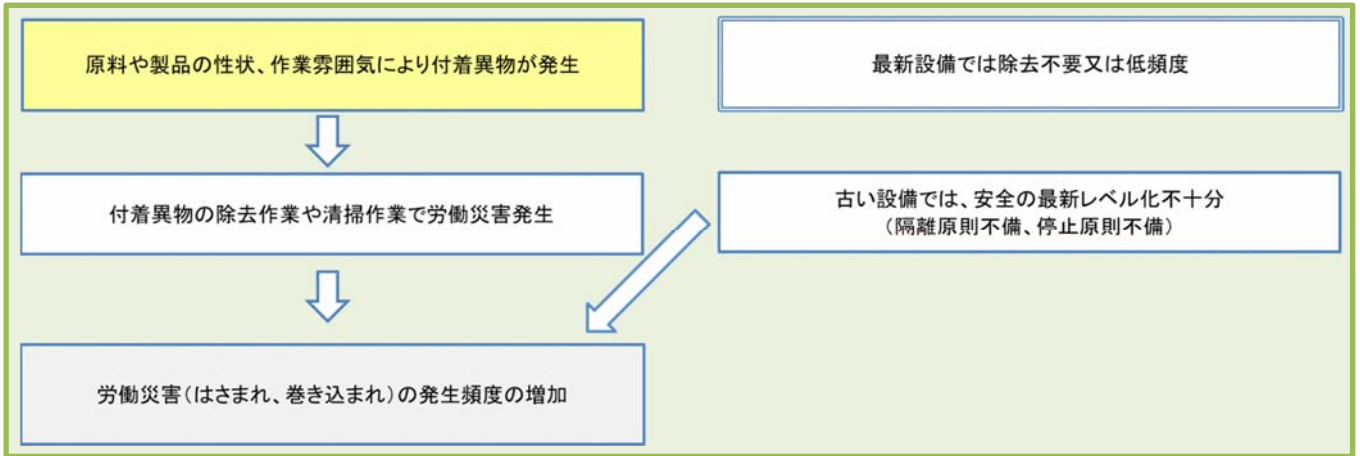 原料や製品の性状、作業雰囲気により付着異物が発生
最新設備では除去不要又は低頻度
付着異物の除去作業や清掃作業で労働災害発生
古い設備では、安全の最新レベル化不十分
（隔離原則不備、停止原則不備）
労働災害（はさまれ、巻き込まれ）の発生頻度の増加